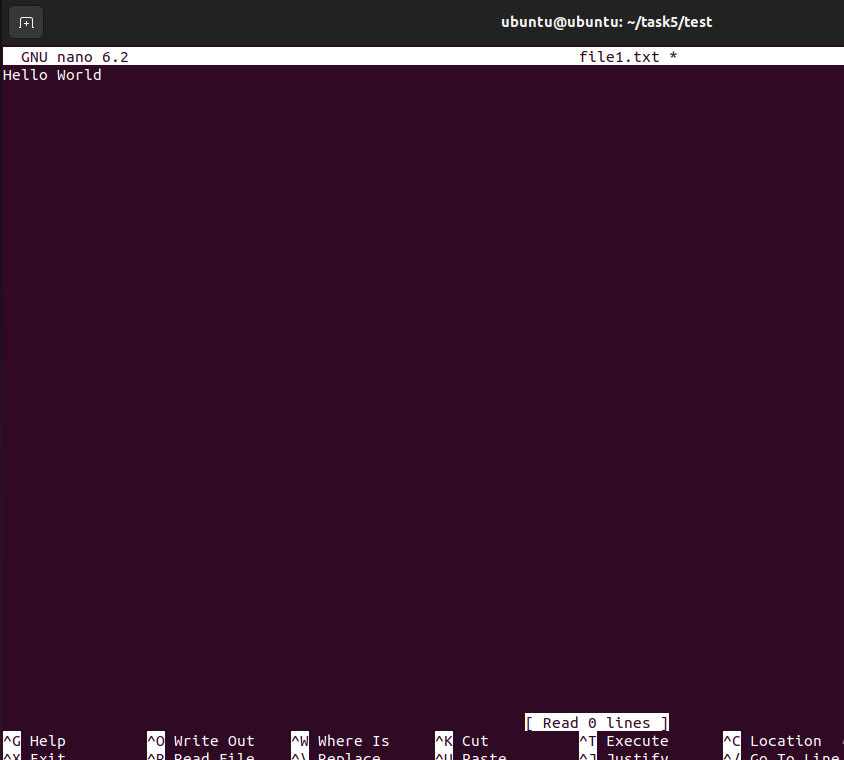 ubuntu@ubuntu: ~/task5/test
GNU nano 6.2 file1.txt *
Hello World
[ Read 0 lines ]
^G Help ^O Write Out ^W Where Is ^K Cut ^T Execute ^C Location
^X Exit ^R Read File ^\ Replace ^U Paste ^J Justify ^/ Go To Line